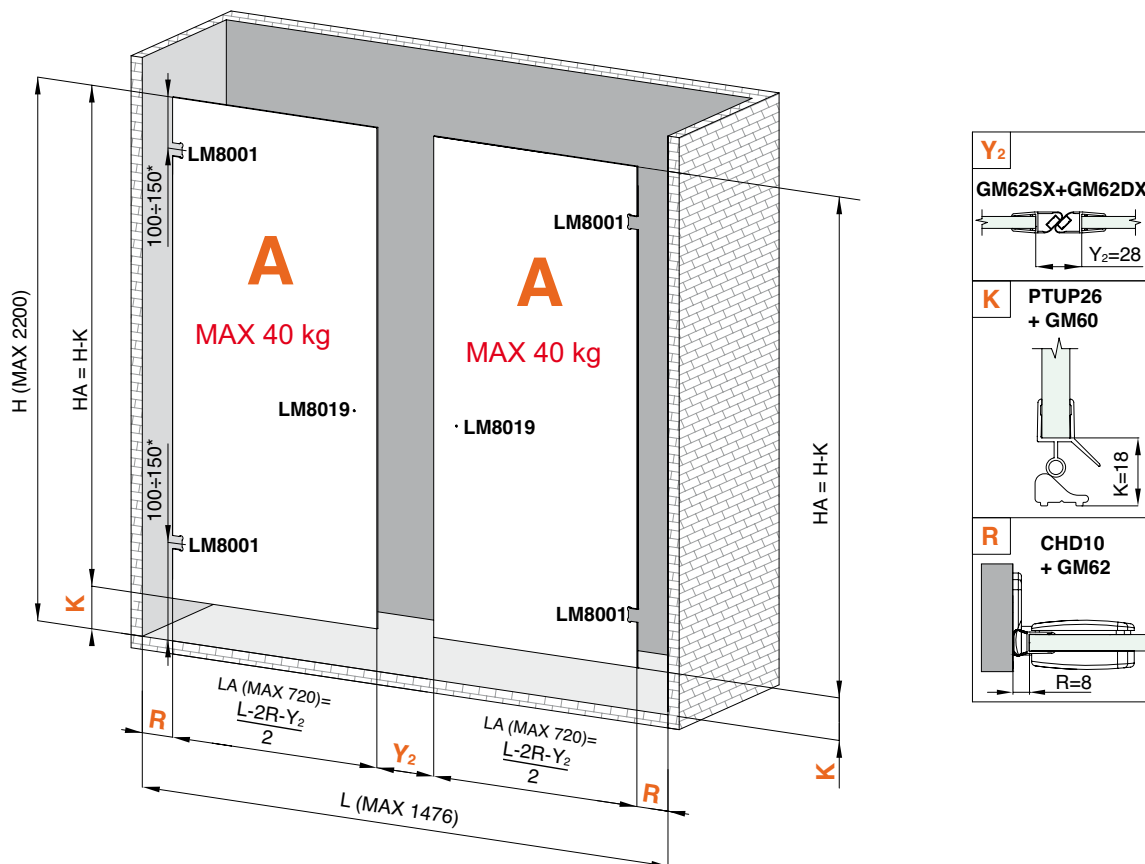 LM8001
100÷150*
A
MAX 40 kg
LM8019
H (MAX 2200)
HA = H-K
100÷150*
LM8001
K
LM8001
A
MAX 40 kg
LM8019
LM8001
HA = H-K
K
R
LA (MAX 720)=
L-2R-Y₂
2
Y₂
LA (MAX 720)=
L-2R-Y₂
2
R
L (MAX 1476)
Y₂
GM62SX+GM62DX
Y₂=28
K
PTUP26
+ GM60
K=18
R
CHD10
+ GM62
R=8